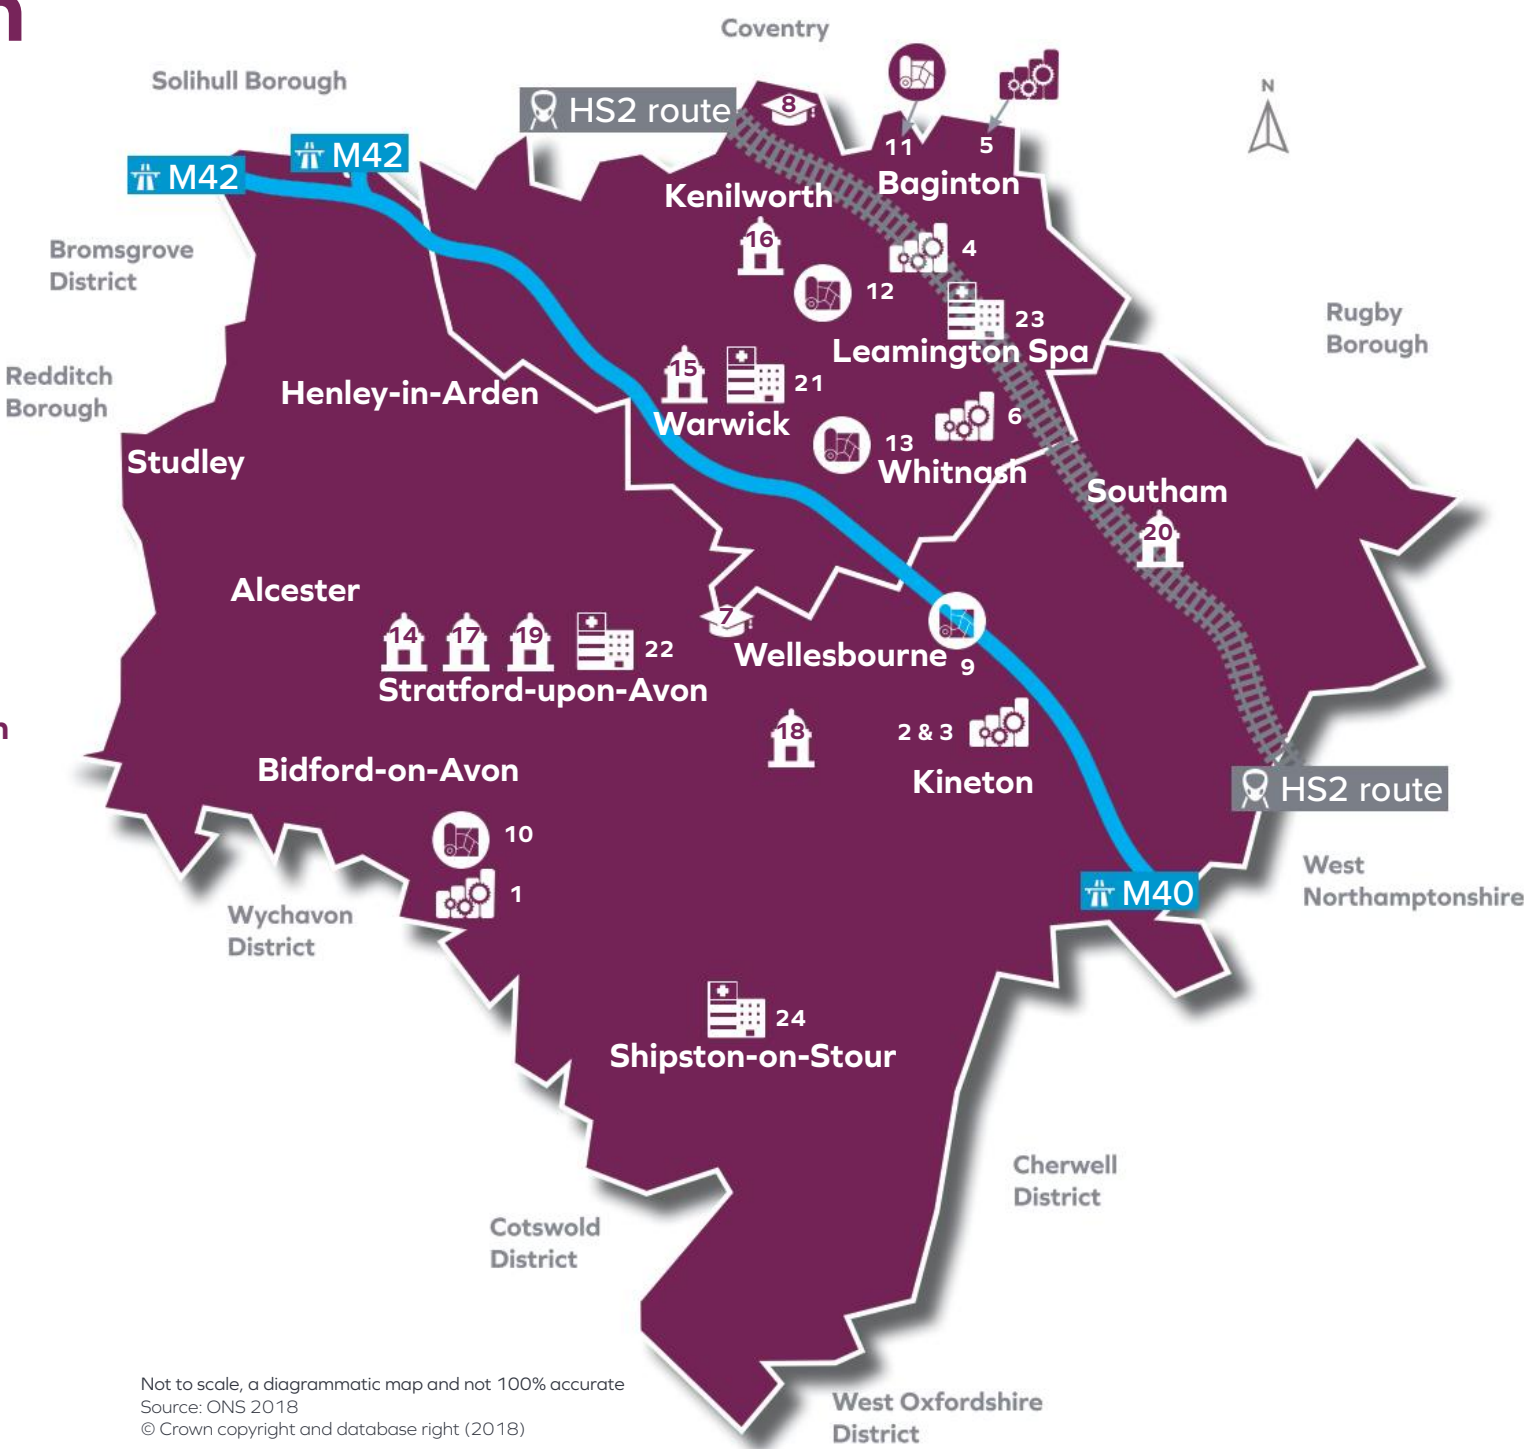 n
Coventry
Solihull Borough
N
HS2 route
8
M42
M42
11
5
Baginton
Kenilworth
16
4
12
Bromsgrove
District
23
Leamington Spa
Rugby
Borough
Redditch
Borough
Henley-in-Arden
15
21
Warwick
6
13
Whitnash
Studley
Southam
20
Alcester
14
17
19
22
Stratford-upon-Avon
7
Wellesbourne
9
n
18
2 & 3
Kineton
Bidford-on-Avon
HS2 route
10
1
M40
West
Northamptonshire
Wychavon
District
24
Shipston-on-Stour
Cherwell
District
Cotswold
District
Not to scale, a diagrammatic map and not 100% accurate
Source: ONS 2018
© Crown copyright and database right (2018)
West Oxfordshire
District